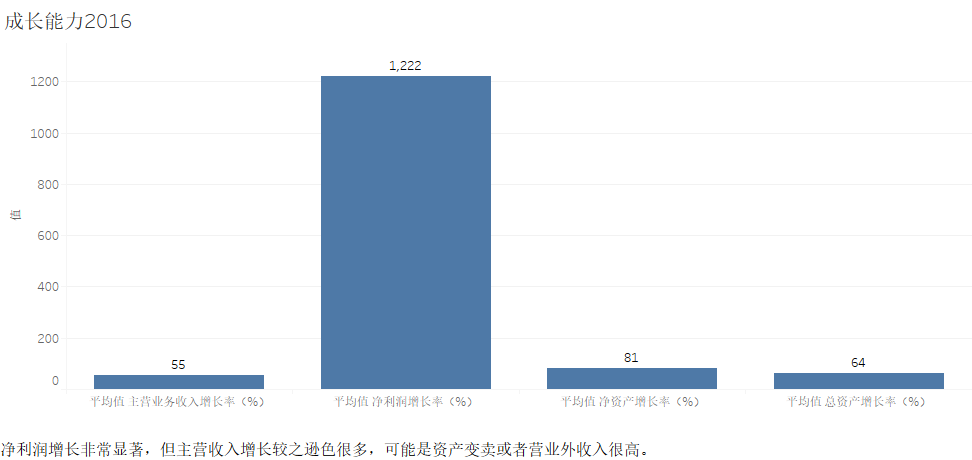 成长能力2016
1,222
1200
1000
800
值
600
400
200
81
64
55
0
平均值 主营业务收入增长率（%） 平均值 净利润增长率（%） 平均值 净资产增长率（%） 平均值 总资产增长率（%）
净利润增长非常显著，但主营收入增长较之逊色很多，可能是资产变卖或者营业外收入很高。